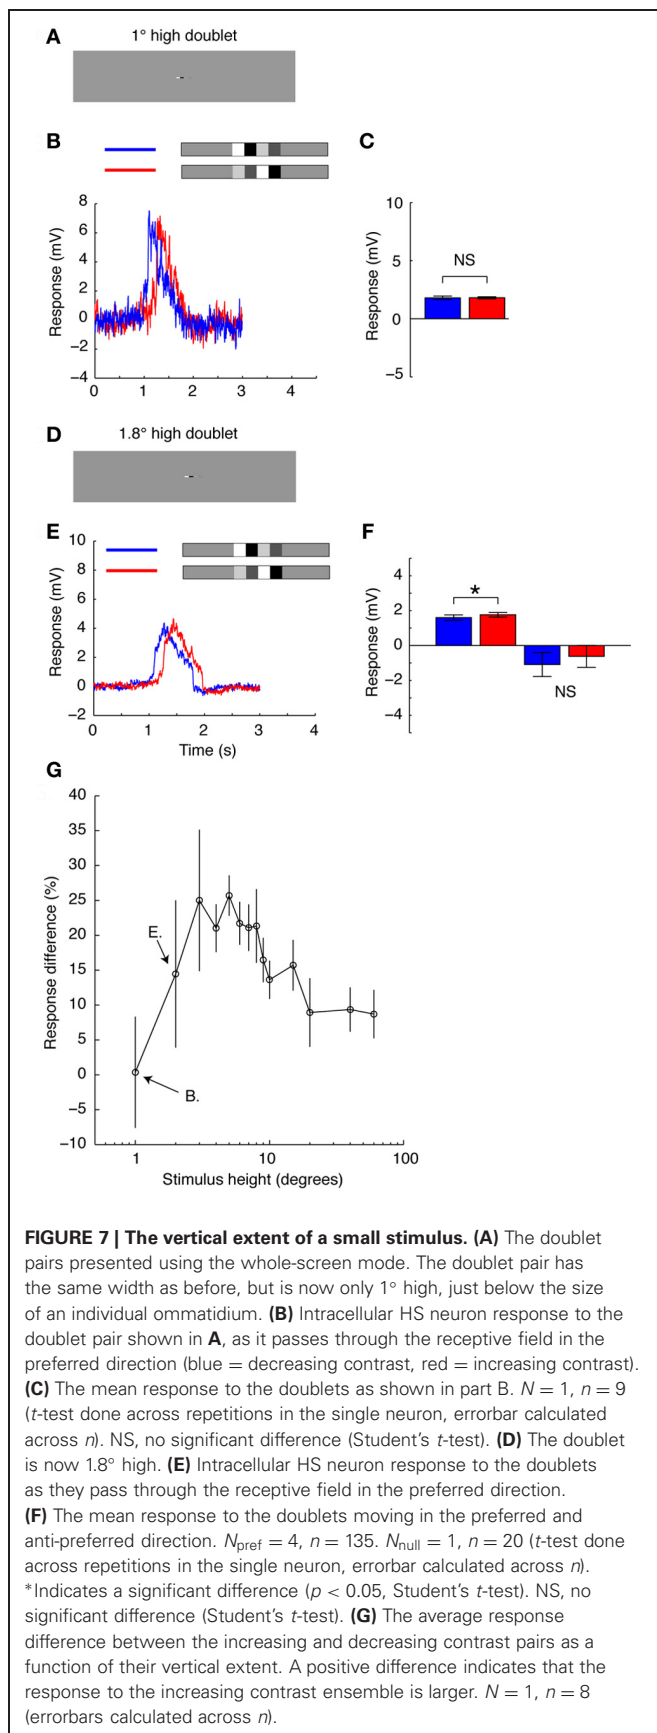 A
1° high doublet
B
C
8
6
4
2
0
−2
−4
Response (mV)
0 1 2 3 4
10
5
0
−5
Response (mV)
NS
D
1.8° high doublet
E
F
10
8
6
4
2
0
−2
Response (mV)
0 1 2 3 4
Time (s)
4
2
0
−2
−4
Response (mV)
*
NS
G
40
35
30
25
20
15
10
5
0
−5
−10
Response difference (%)
E.
B.
1 10 100
Stimulus height (degrees)
FIGURE 7 | The vertical extent of a small stimulus. (A) The doublet
pairs presented using the whole-screen mode. The doublet pair has
the same width as before, but is now only 1° high, just below the size
of an individual ommatidium. (B) Intracellular HS neuron response to the
doublet pair shown in A, as it passes through the receptive field in the
preferred direction (blue = decreasing contrast, red = increasing contrast).
(C) The mean response to the doublets as shown in part B. N = 1, n = 9
(t-test done across repetitions in the single neuron, errorbar calculated
across n). NS, no significant difference (Student's t-test). (D) The doublet
is now 1.8° high. (E) Intracellular HS neuron response to the doublets
as they pass through the receptive field in the preferred direction.
(F) The mean response to the doublets moving in the preferred and
anti-preferred direction. Npref = 4, n = 135. Nnull = 1, n = 20 (t-test done
across repetitions in the single neuron, errorbar calculated across n).
*Indicates a significant difference (p < 0.05, Student's t-test). NS, no
significant difference (Student's t-test). (G) The average response
difference between the increasing and decreasing contrast pairs as a
function of their vertical extent. A positive difference indicates that the
response to the increasing contrast ensemble is larger. N = 1, n = 8
(errorbars calculated across n).